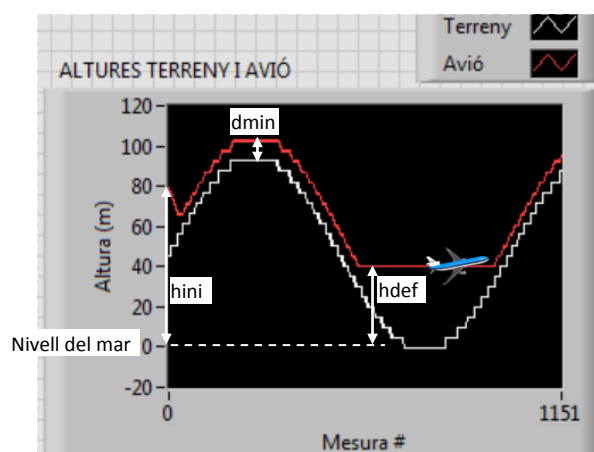 Terreny
Avió
ALTURES TERRENY I AVIÓ
120
dmin
100
80
60
40
hini
hdef
20
Nivell del mar
0
-20
Altura (m)
0
1151
Mesura #